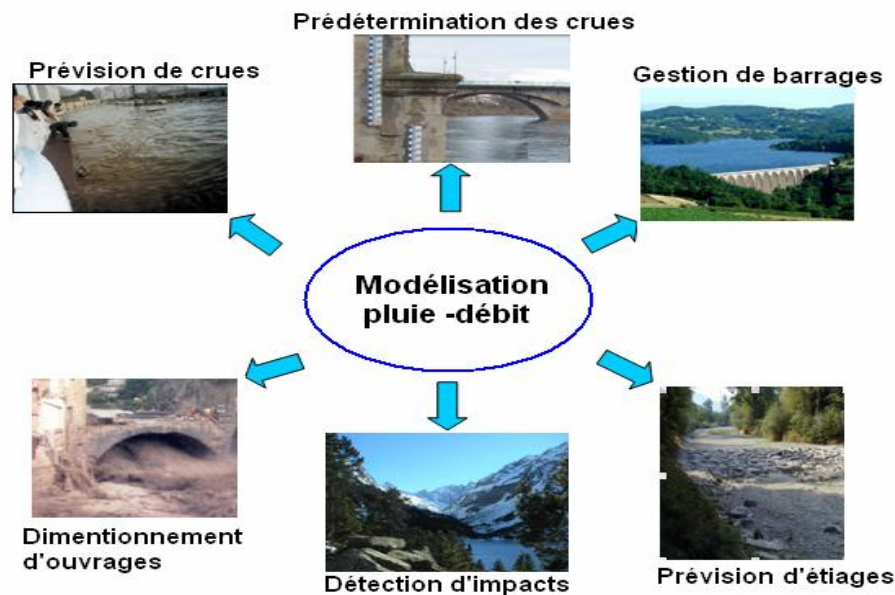 Prédétermination des crues
Prévision de crues
Gestion de barrages
Modélisation
pluie -débit
Dimentionnement
d'ouvrages
Détection d'impacts
Prévision d'étiages